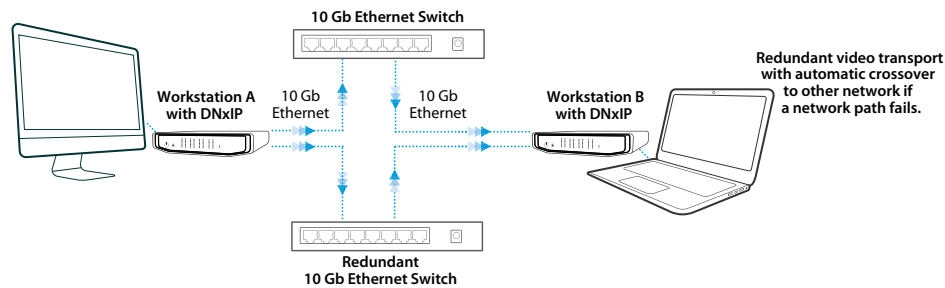 10 Gb Ethernet Switch
Redundant video transport
with automatic crossover
to other network if
a network path fails.
Workstation A
with DNxIP
10 Gb
Ethernet
10 Gb
Ethernet
Workstation B
with DNxIP
Redundant
10 Gb Ethernet Switch